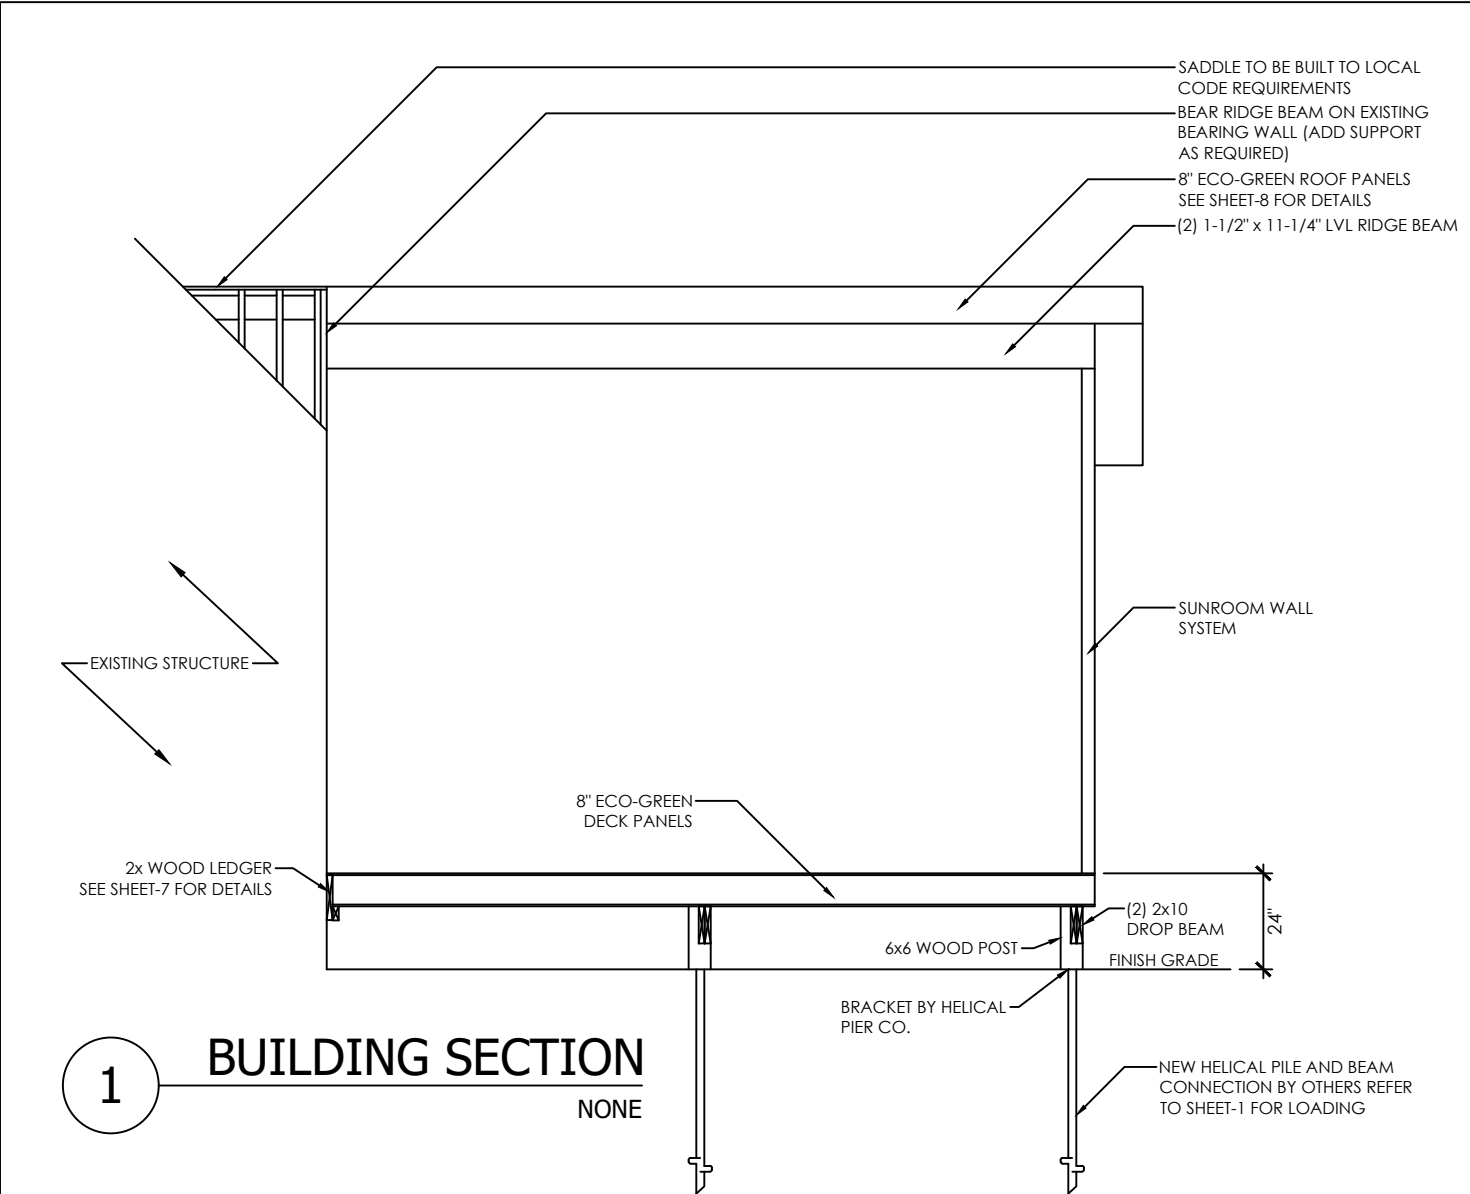 SADDLE TO BE BUILT TO LOCAL
CODE REQUIREMENTS
BEAR RIDGE BEAM ON EXISTING
BEARING WALL (ADD SUPPORT
AS REQUIRED)
8" ECO-GREEN ROOF PANELS
SEE SHEET-8 FOR DETAILS
(2) 1-1/2" x 11-1/4" LVL RIDGE BEAM
SUNROOM WALL
SYSTEM
EXISTING STRUCTURE
8" ECO-GREEN
DECK PANELS
2x WOOD LEDGER
SEE SHEET-7 FOR DETAILS
(2) 2x10
DROP BEAM
24"
6x6 WOOD POST
FINISH GRADE
BRACKET BY HELICAL
PIER CO.
1
BUILDING SECTION
NONE
NEW HELICAL PILE AND BEAM
CONNECTION BY OTHERS REFER
TO SHEET-1 FOR LOADING